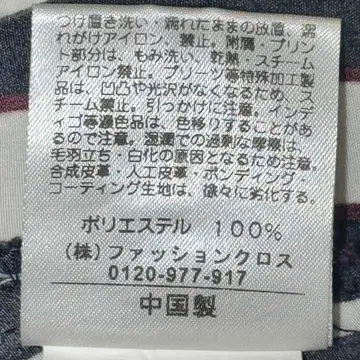 つけ置き洗い・濡れたままの放置、濡
れがけアイロン、禁止。附属・プリン
ト部分は、もみ洗い、乾熱・スチーム
アイロン禁止。プリーツ等特殊加工製
品は、凹凸や光沢がなくなるため、ス
チーム禁止。引っかけに注意。インデ
ィゴ等濃色品は、色移りすることがあ
るので注意。湿潤での過剰な摩擦は、
毛羽立ち・白化の原因となるため注意。
合成皮革・人工皮革・ボンディング・
コーティング生地は、徐々に劣化する。
ポリエステル 100%
(株)ファッションクロス
0120-977-917
中国製